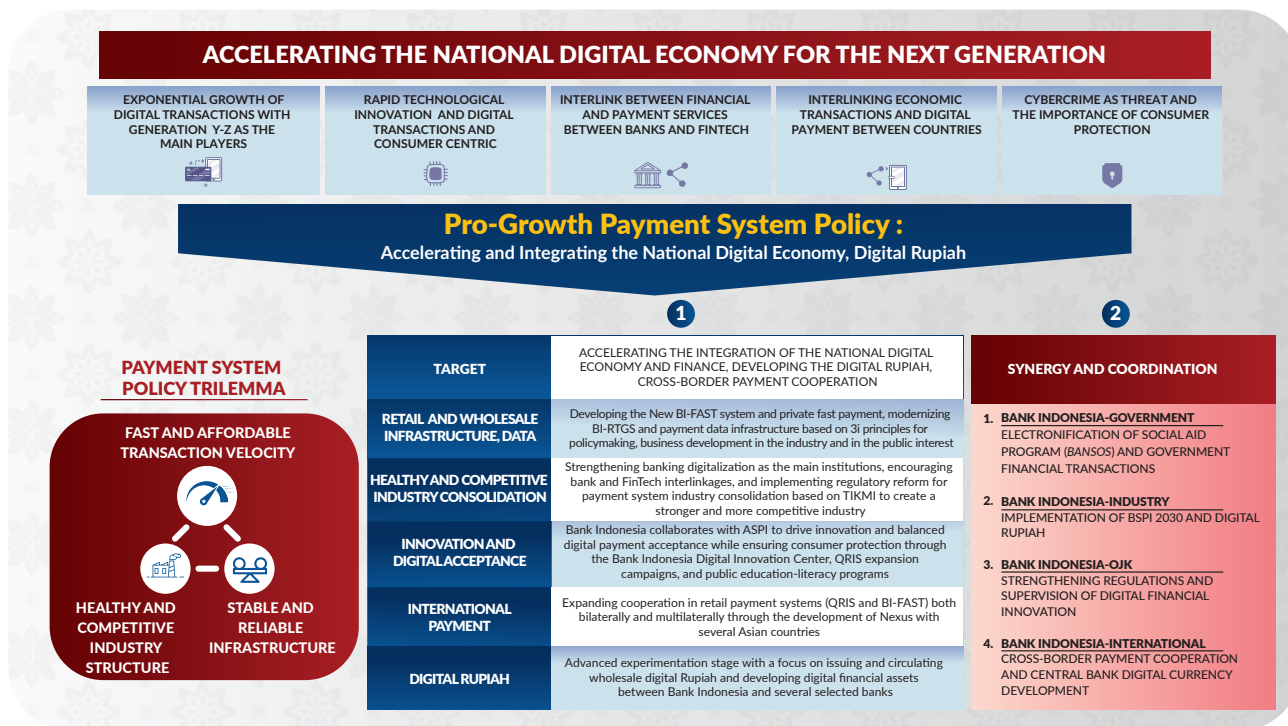 ACCELERATING THE NATIONAL DIGITAL ECONOMY FOR THE NEXT GENERATION
EXPONENTIAL GROWTH OF
DIGITAL TRANSACTIONS WITH
GENERATION Y-Z AS THE
MAIN PLAYERS
RAPID TECHNOLOGICAL
INNOVATION AND DIGITAL
TRANSACTIONS AND
CONSUMER CENTRIC
INTERLINK BETWEEN FINANCIAL
AND PAYMENT SERVICES
BETWEEN BANKS AND FINTECH
INTERLINKING ECONOMIC
TRANSACTIONS AND DIGITAL
PAYMENT BETWEEN COUNTRIES
CYBERCRIME AS THREAT AND
THE IMPORTANCE OF CONSUMER
PROTECTION
Pro-Growth Payment System Policy :
Accelerating and Integrating the National Digital Economy, Digital Rupiah
PAYMENT SYSTEM
POLICY TRILEMMA
FAST AND AFFORDABLE
TRANSACTION VELOCITY
HEALTHY AND
COMPETITIVE
INDUSTRY
STRUCTURE
STABLE AND
RELIABLE
INFRASTRUCTURE
1
TARGET
ACCELERATING THE INTEGRATION OF THE NATIONAL DIGITAL
ECONOMY AND FINANCE, DEVELOPING THE DIGITAL RUPIAH,
CROSS-BORDER PAYMENT COOPERATION
RETAIL AND WHOLESALE
INFRASTRUCTURE, DATA
Developing the New BI-FAST system and private fast payment, modernizing
BI-RTGS and payment data infrastructure based on 3i principles for
policymaking, business development in the industry and in the public interest
HEALTHY AND COMPETITIVE
INDUSTRY CONSOLIDATION
Strengthening banking digitalization as the main institutions, encouraging
bank and FinTech interlinkages, and implementing regulatory reform for
payment system industry consolidation based on TIKMI to create a
stronger and more competitive industry
INNOVATION AND
DIGITAL ACCEPTANCE
Bank Indonesia collaborates with ASPI to drive innovation and balanced
digital payment acceptance while ensuring consumer protection through
the Bank Indonesia Digital Innovation Center, QRIS expansion
campaigns, and public education-literacy programs
INTERNATIONAL
PAYMENT
Expanding cooperation in retail payment systems (QRIS and BI-FAST) both
bilaterally and multilaterally through the development of Nexus with
several Asian countries
DIGITAL RUPIAH
Advanced experimentation stage with a focus on issuing and circulating
wholesale digital Rupiah and developing digital financial assets
between Bank Indonesia and several selected banks
2
SYNERGY AND COORDINATION
1. BANK INDONESIA-GOVERNMENT
ELECTRONIFICATION OF SOCIAL AID
PROGRAM (BANSOS) AND GOVERNMENT
FINANCIAL TRANSACTIONS
2. BANK INDONESIA-INDUSTRY
IMPLEMENTATION OF BSPI 2030 AND DIGITAL
RUPIAH
3. BANK INDONESIA-OJK
STRENGTHENING REGULATIONS AND
SUPERVISION OF DIGITAL FINANCIAL
INNOVATION
4. BANK INDONESIA-INTERNATIONAL
CROSS-BORDER PAYMENT COOPERATION
AND CENTRAL BANK DIGITAL CURRENCY
DEVELOPMENT